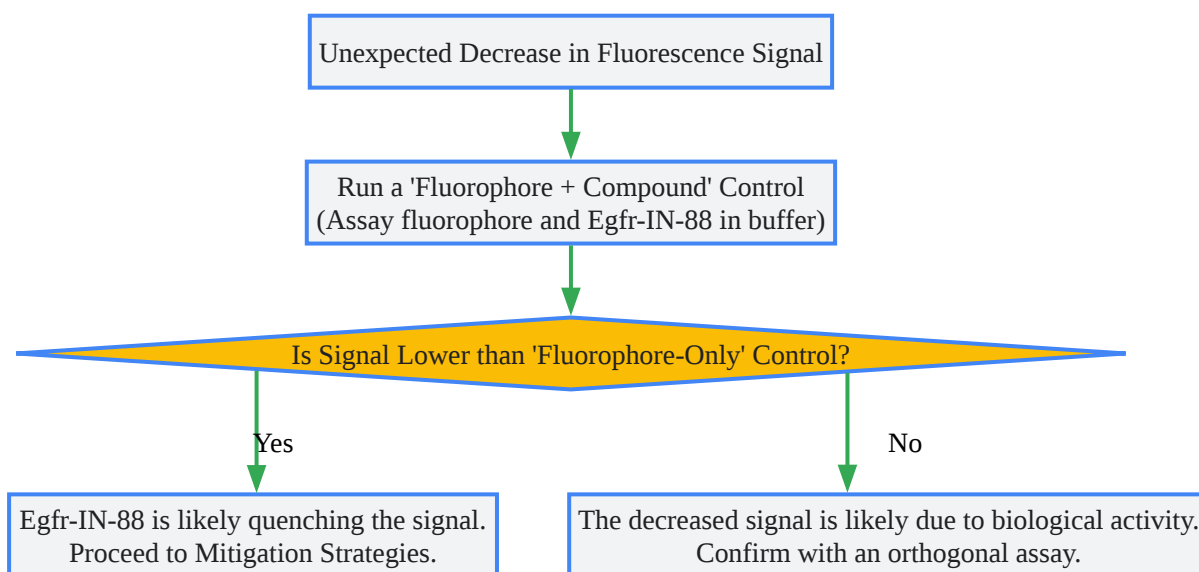 Unexpected Decrease in Fluorescence Signal
Run a 'Fluorophore + Compound' Control
(Assay fluorophore and Egfr-IN-88 in buffer)
Is Signal Lower than 'Fluorophore-Only' Control?
Yes
No
Egfr-IN-88 is likely quenching the signal.
Proceed to Mitigation Strategies.
The decreased signal is likely due to biological activity.
Confirm with an orthogonal assay.